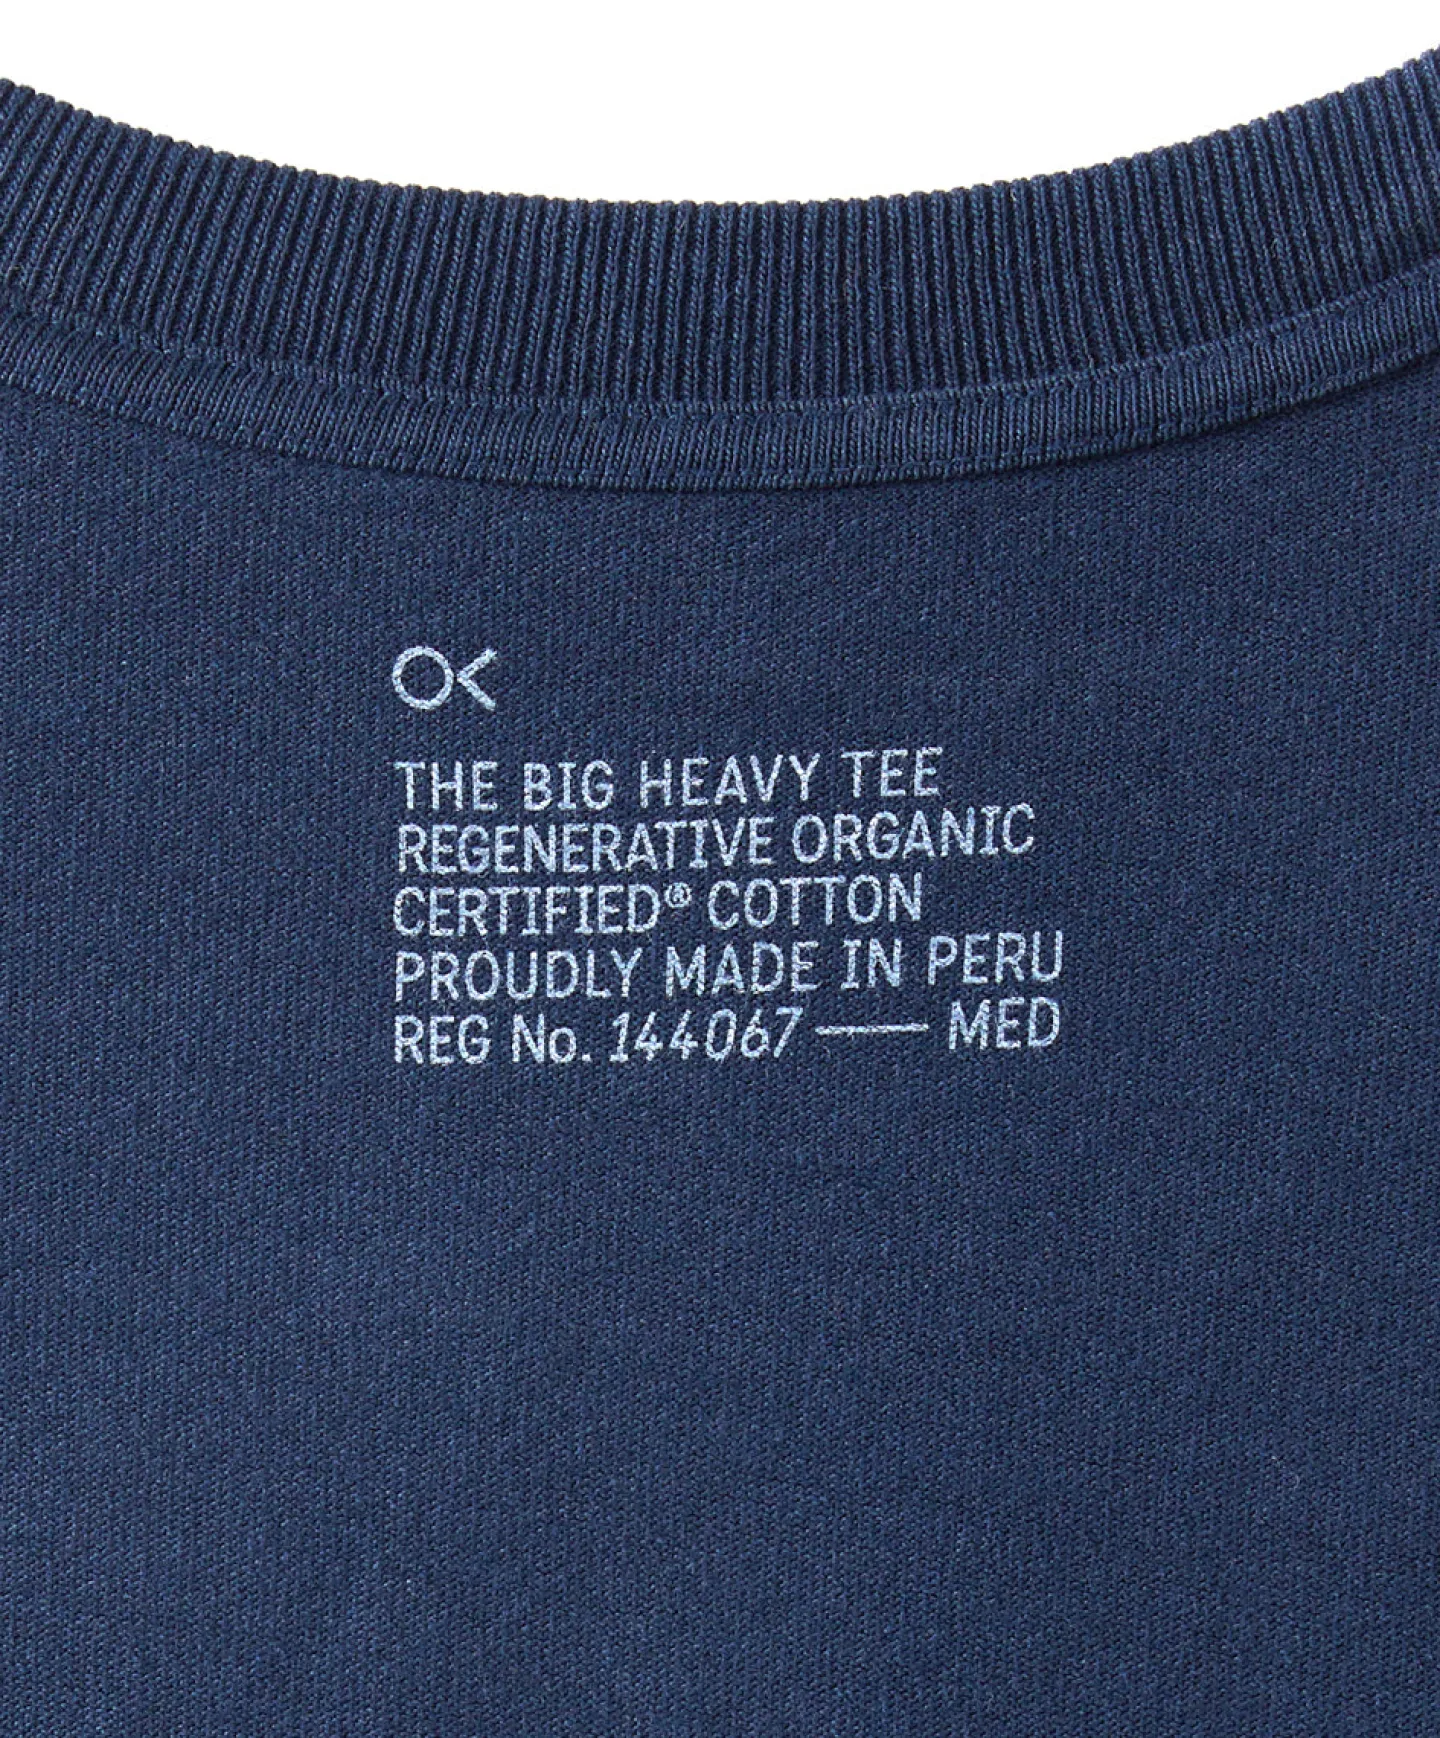 THE BIG HEAVY TEE
REGENERATIVE ORGANIC
CERTIFIED® COTTON
PROUDLY MADE IN PERU
REG No. 144067 — MED